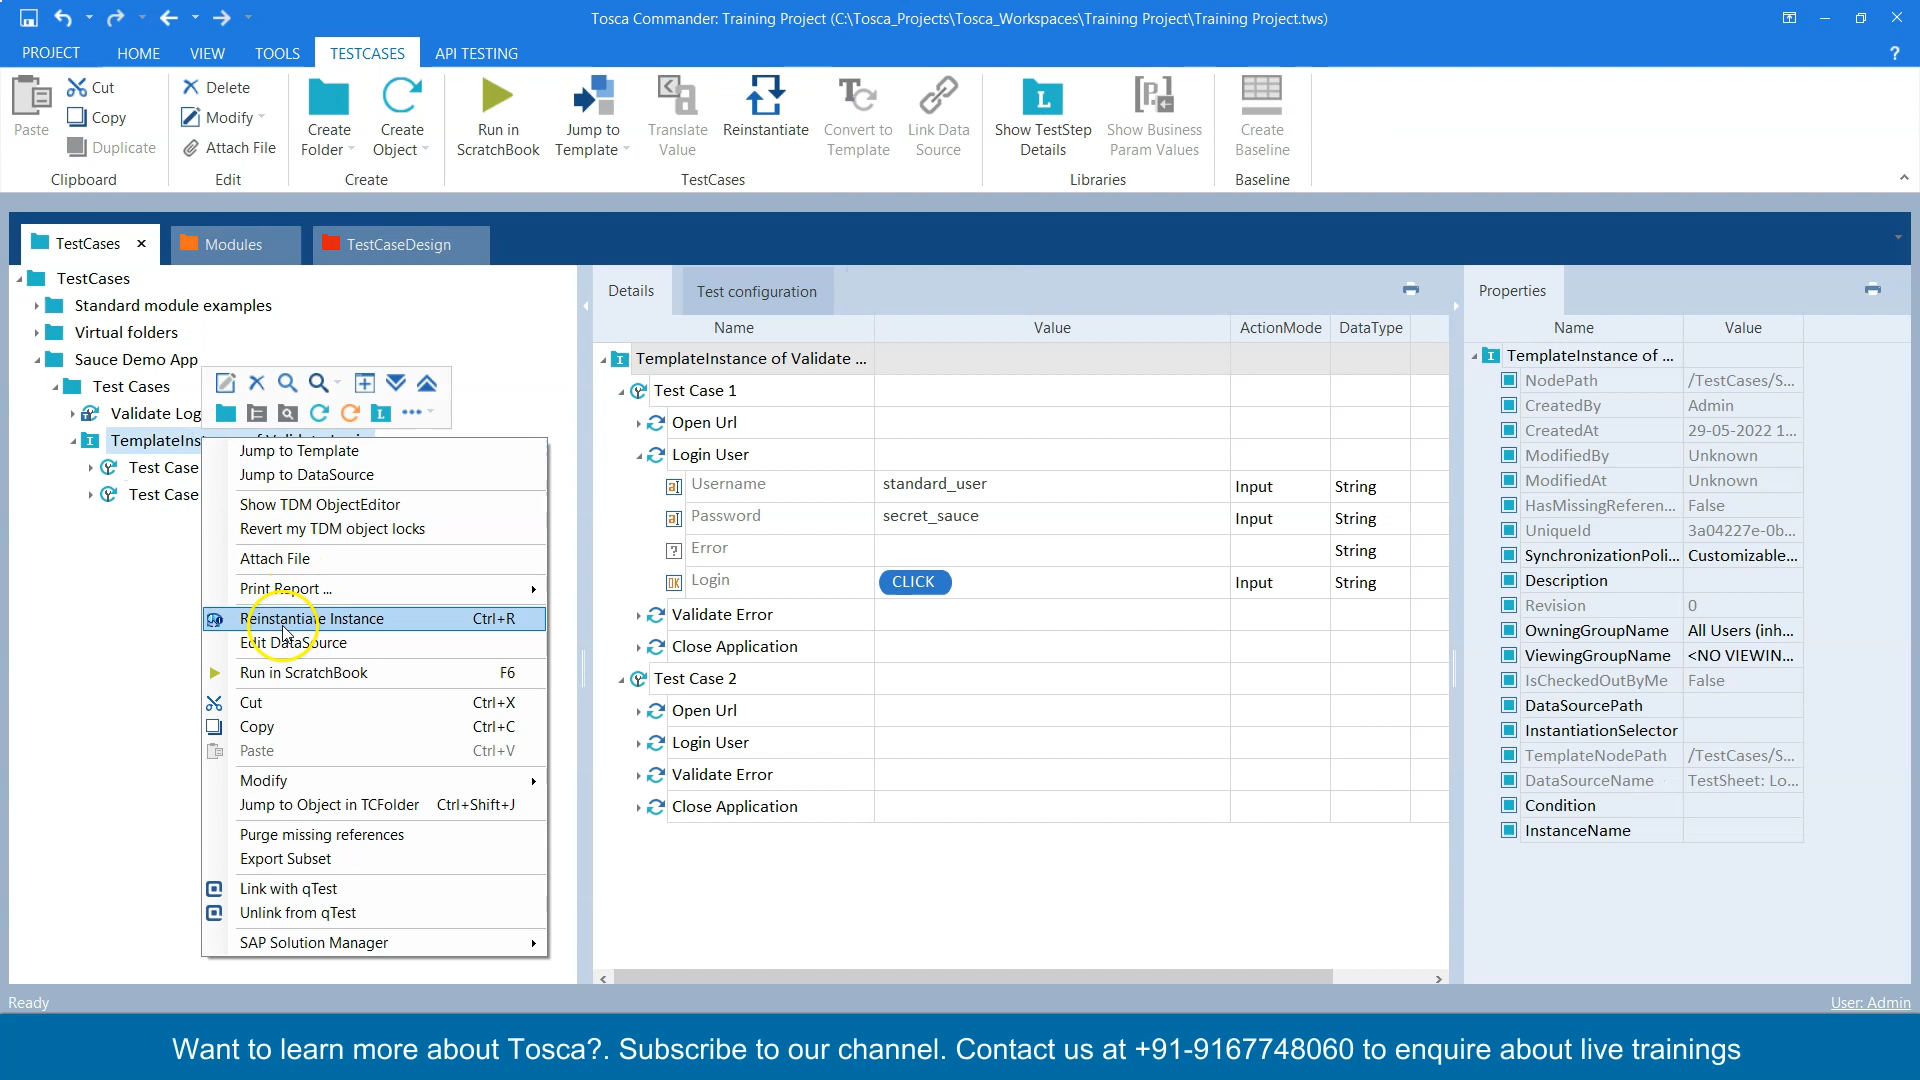 Tosca Commander: Training Project (C:\Tosca_Projects\Tosca_Workspaces\Training Project\Training Project.tws)
PROJECT HOME VIEW TOOLS TESTCASES API TESTING ?
Paste
Cut
Copy
Duplicate
Clipboard
Delete
Modify
Attach File
Edit
Create Folder
Create Object
Create
Run in ScratchBook
Jump to Template
Translate Value
Reinstantiate
Convert to Template
Link Data Source
TestCases
Show TestStep Details
Show Business Param Values
Libraries
Create Baseline
Baseline
TestCases Modules TestCaseDesign
TestCases
Standard module examples
Virtual folders
Sauce Demo App
Test Cases
Validate Log
TemplateIns
Test Case
Test Case
Jump to Template
Jump to DataSource
Show TDM ObjectEditor
Revert my TDM object locks
Attach File
Print Report ...
Reinstantiate Instance Ctrl+R
Edit DataSource
Run in ScratchBook F6
Cut Ctrl+X
Copy Ctrl+C
Paste Ctrl+V
Modify
Jump to Object in TCFolder Ctrl+Shift+J
Purge missing references
Export Subset
Link with qTest
Unlink from qTest
SAP Solution Manager
Details Test configuration
Name Value ActionMode DataType
TemplateInstance of Validate ...
Test Case 1
Open Url
Login User
Username standard_user Input String
Password secret_sauce Input String
Error String
Login CLICK Input String
Validate Error
Close Application
Test Case 2
Open Url
Login User
Validate Error
Close Application
Properties
Name Value
TemplateInstance of ...
NodePath /TestCases/S...
CreatedBy Admin
CreatedAt 29-05-2022 1...
ModifiedBy Unknown
ModifiedAt Unknown
HasMissingReferen... False
UniqueId 3a04227e-0b...
SynchronizationPoli... Customizable...
Description
Revision 0
OwningGroupName All Users (inh...
ViewingGroupName <NO VIEWIN...
IsCheckedOutByMe False
DataSourcePath
InstantiationSelector
TemplateNodePath /TestCases/S...
DataSourceName TestSheet: Lo...
Condition
InstanceName
Ready
User: Admin
Want to learn more about Tosca?. Subscribe to our channel. Contact us at +91-9167748060 to enquire about live trainings